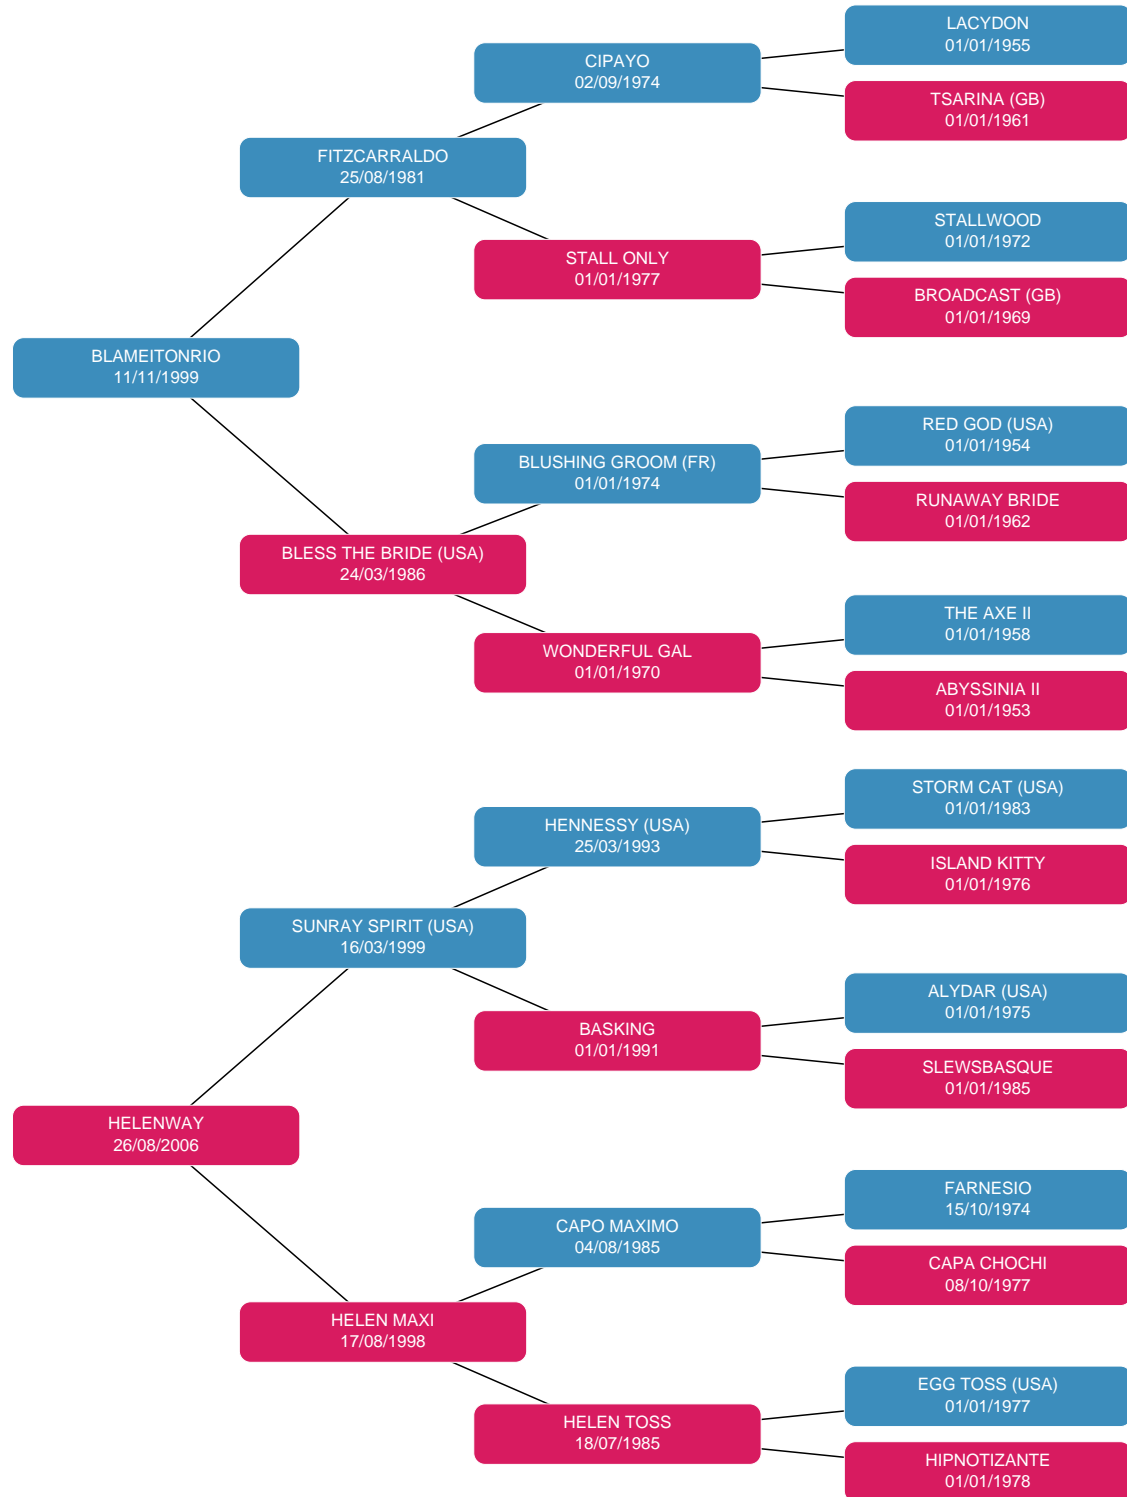 LACYDON
01/01/1955
CIPAYO
02/09/1974
TSARINA (GB)
01/01/1961
FITZCARRALDO
25/08/1981
STALLWOOD
01/01/1972
STALL ONLY
01/01/1977
BROADCAST (GB)
01/01/1969
BLAMEITONRIO
11/11/1999
RED GOD (USA)
01/01/1954
BLUSHING GROOM (FR)
01/01/1974
RUNAWAY BRIDE
01/01/1962
BLESS THE BRIDE (USA)
24/03/1986
THE AXE II
01/01/1958
WONDERFUL GAL
01/01/1970
ABYSSINIA II
01/01/1953
STORM CAT (USA)
01/01/1983
HENNESSY (USA)
25/03/1993
ISLAND KITTY
01/01/1976
SUNRAY SPIRIT (USA)
16/03/1999
ALYDAR (USA)
01/01/1975
BASKING
01/01/1991
SLEWSBASQUE
01/01/1985
HELENWAY
26/08/2006
FARNESIO
15/10/1974
CAPO MAXIMO
04/08/1985
CAPA CHOCHI
08/10/1977
HELEN MAXI
17/08/1998
EGG TOSS (USA)
01/01/1977
HELEN TOSS
18/07/1985
HIPNOTIZANTE
01/01/1978